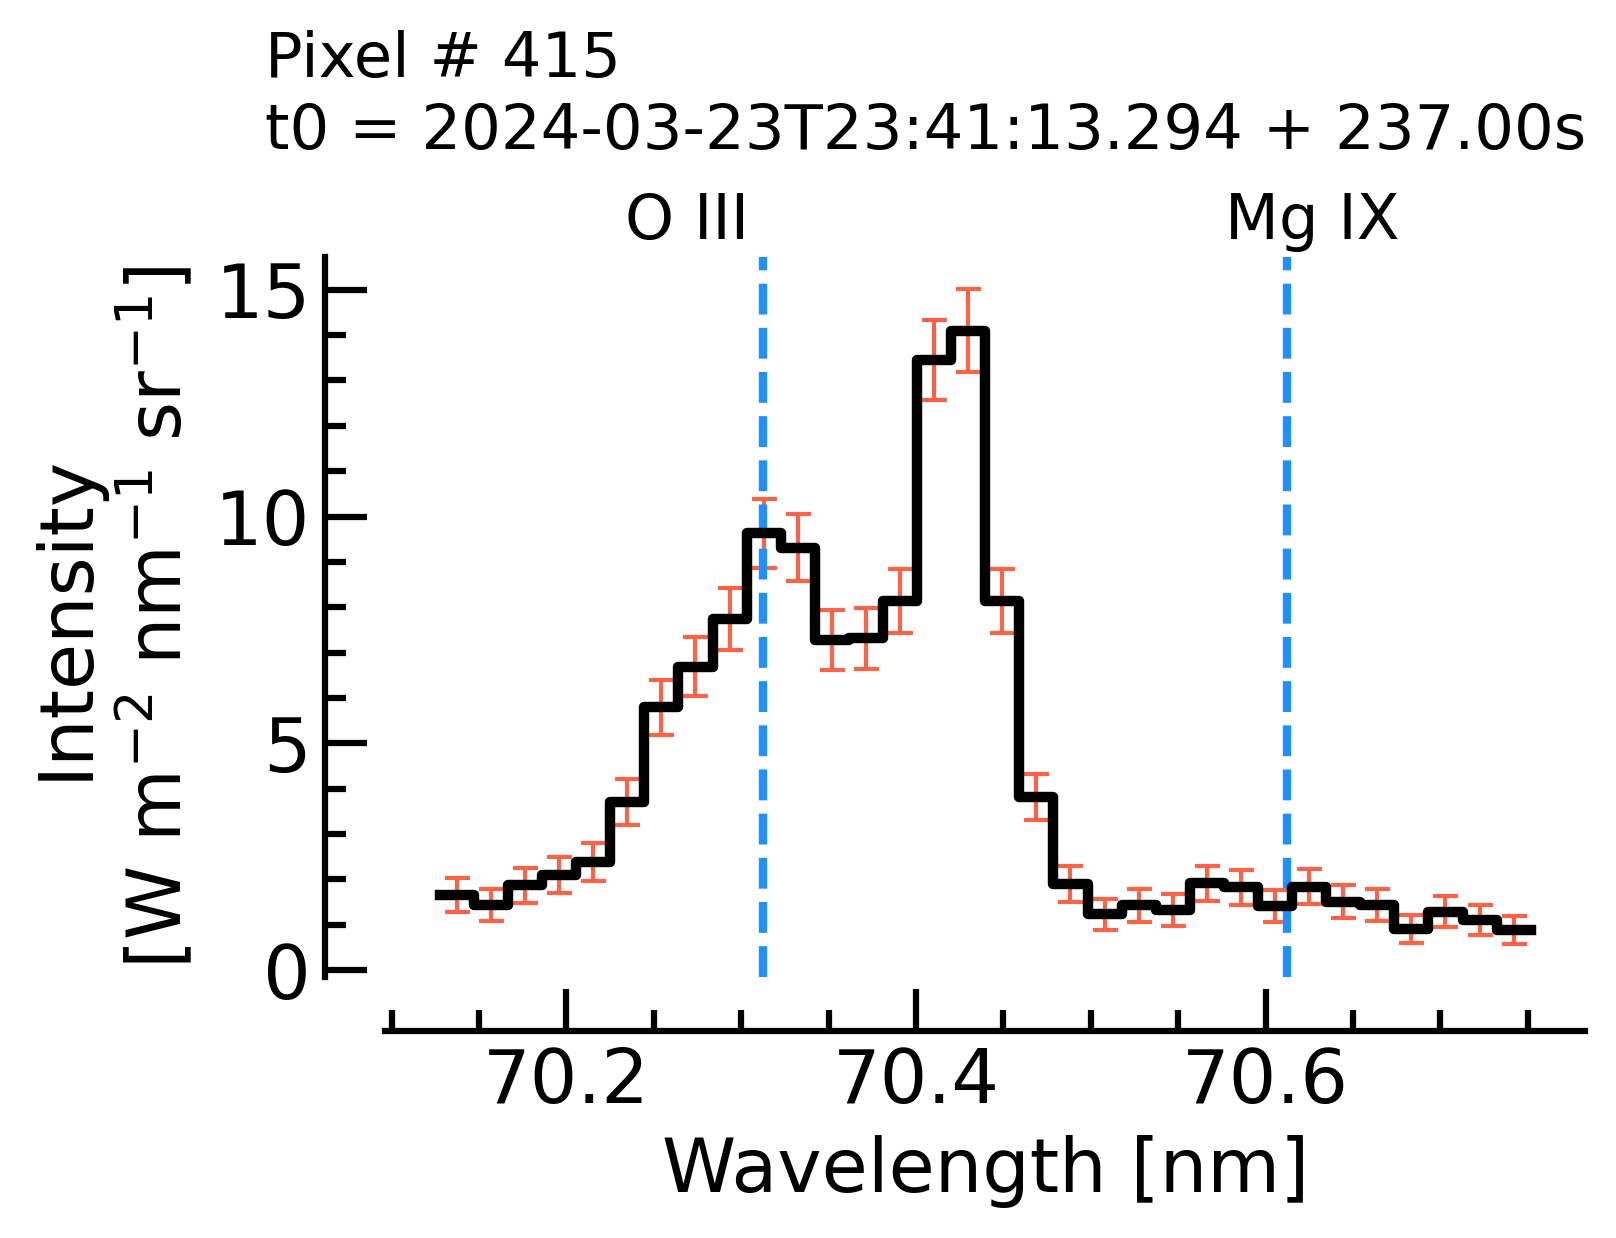 Pixel # 415
t0 = 2024-03-23T23:41:13.294 + 237.00s
O III
Mg IX
Intensity
[W m⁻² nm⁻¹ sr⁻¹]
15
10
5
0
70.2 70.4 70.6
Wavelength [nm]